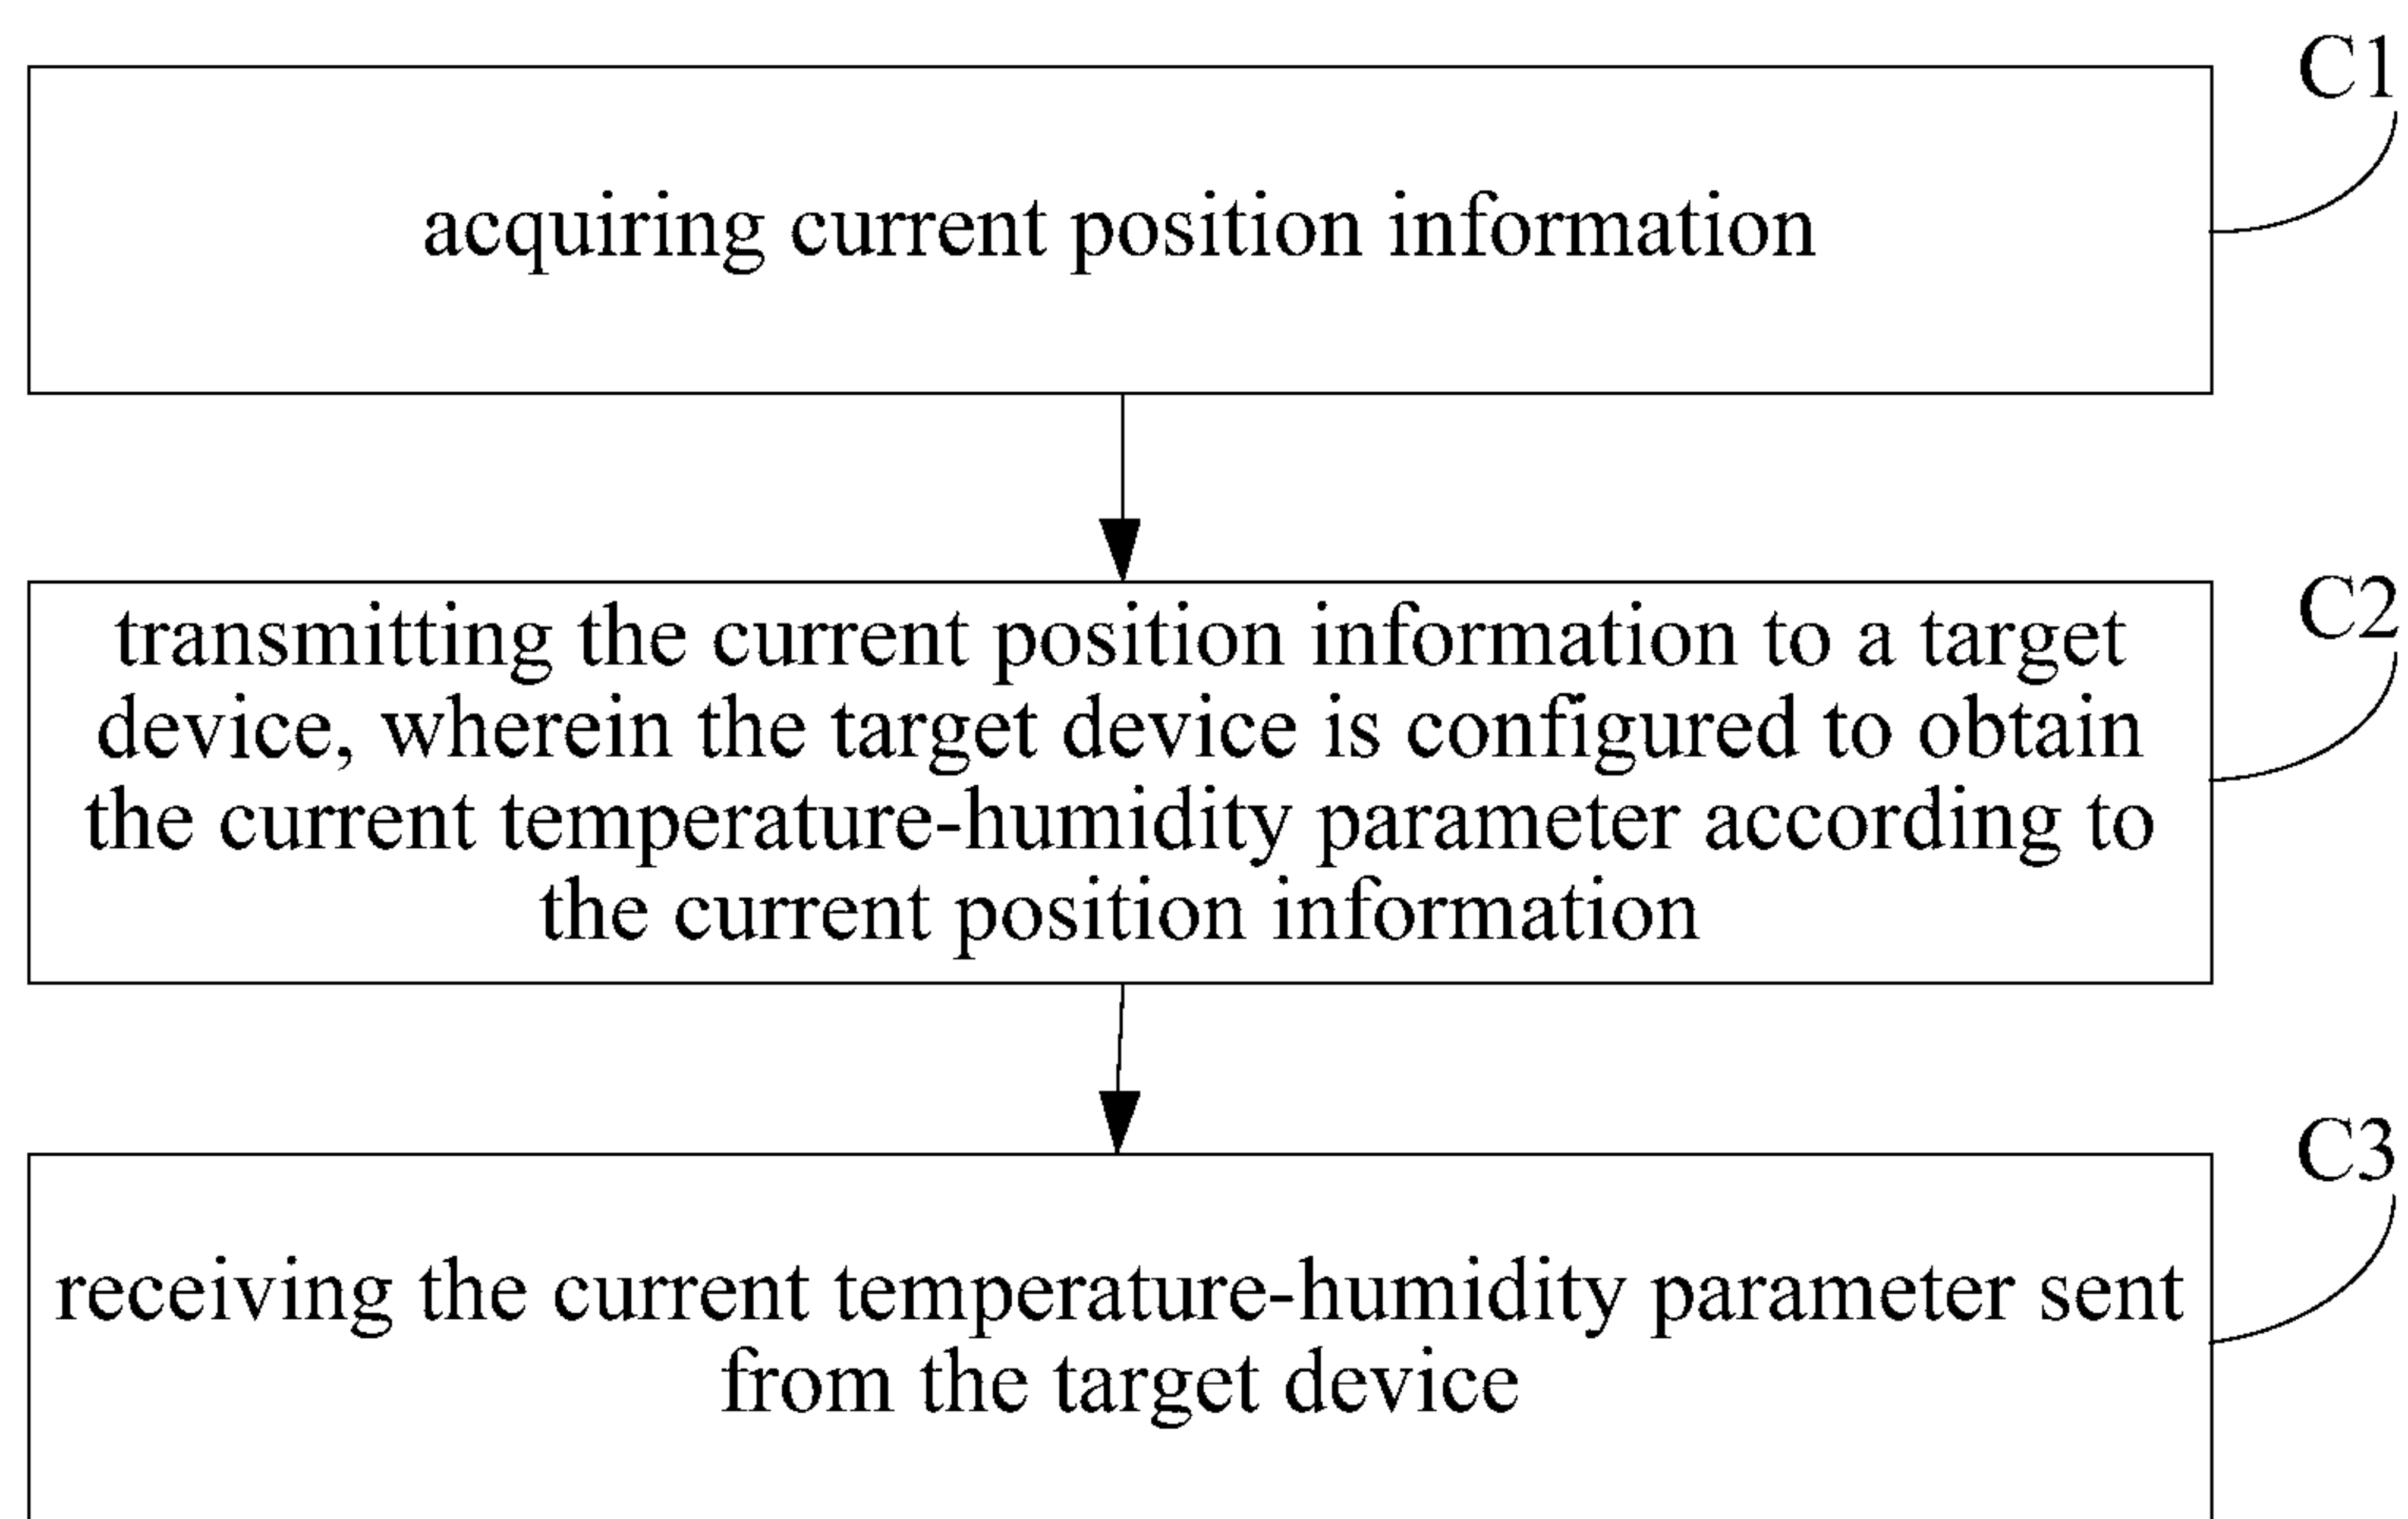 C1
acquiring current position information
C2
transmitting the current position information to a target
device, wherein the target device is configured to obtain
the current temperature-humidity parameter according to
the current position information
C3
receiving the current temperature-humidity parameter sent
from the target device